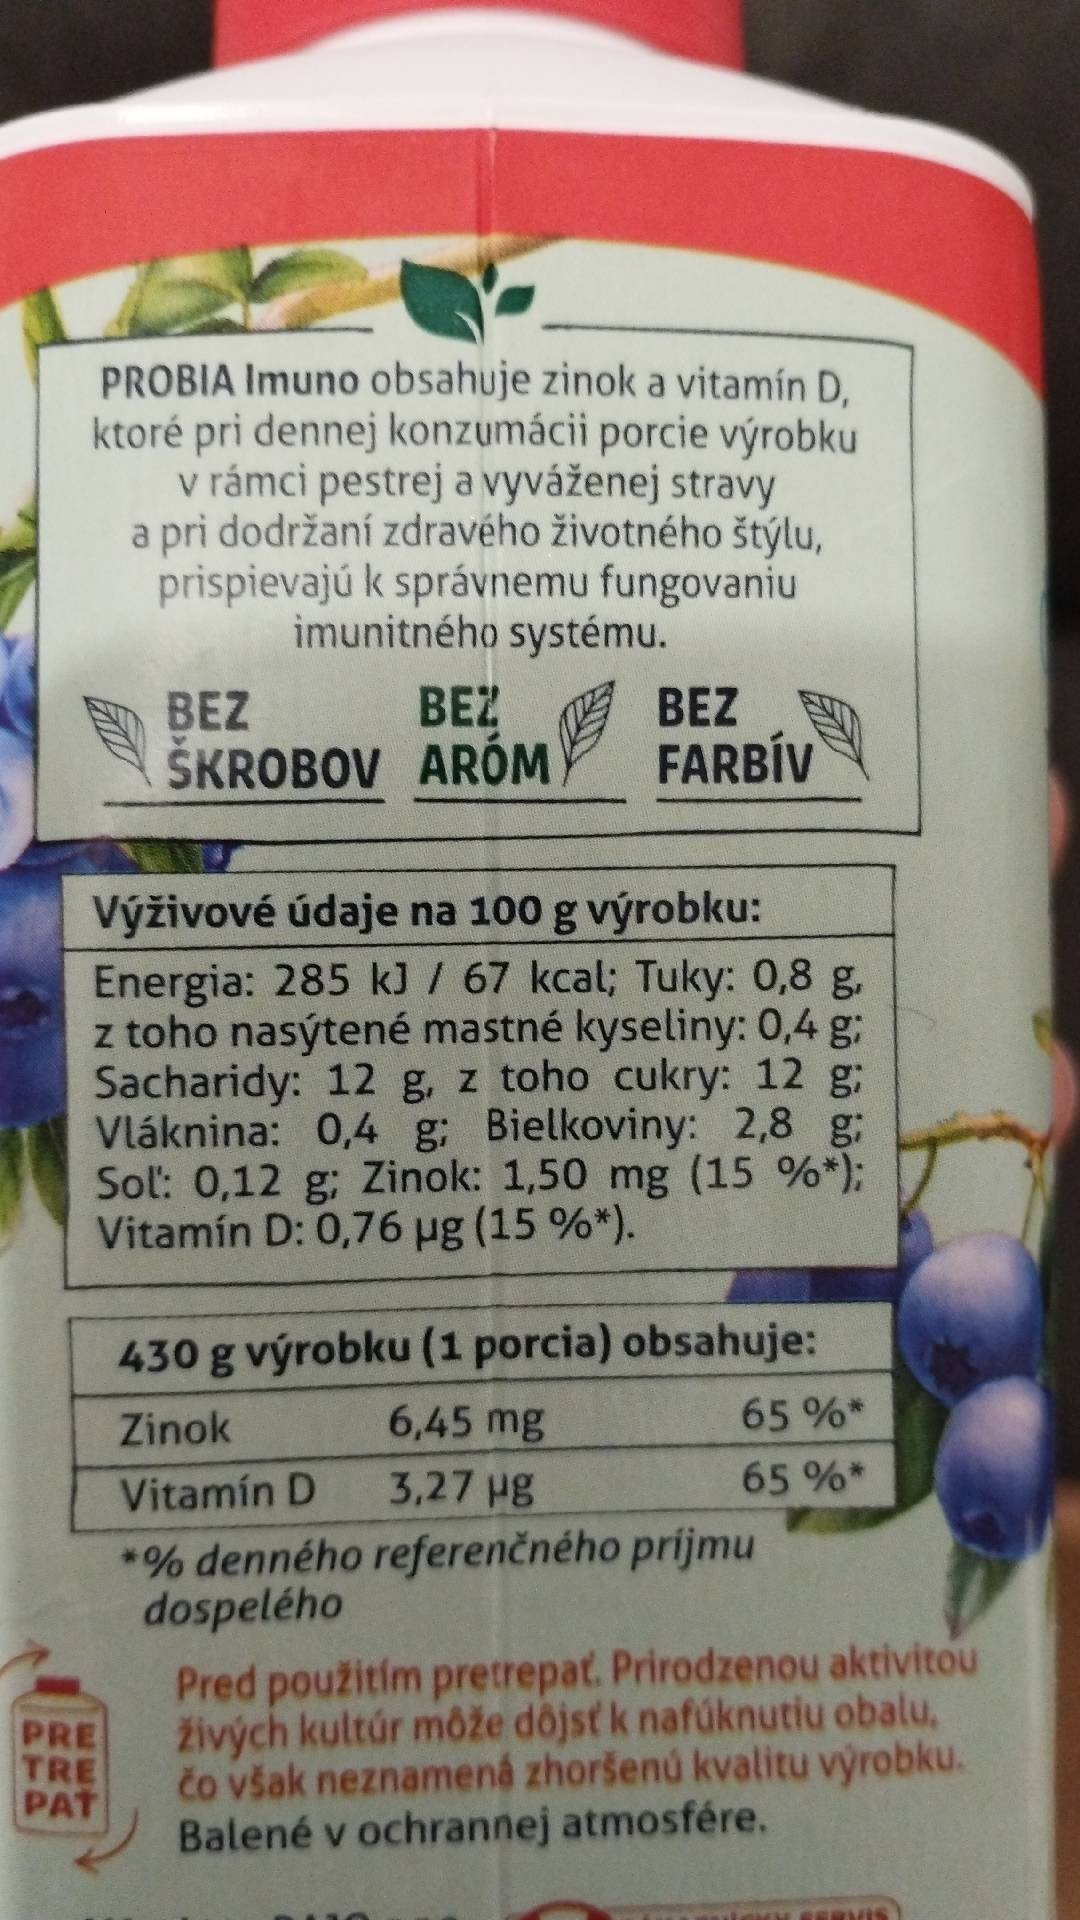 PROBIA Imuno obsahuje zinok a vitamín D,
ktoré pri dennej konzumácii porcie výrobku
v rámci pestrej a vyváženej stravy
a pri dodržaní zdravého životného štýlu,
prispievajú k správnemu fungovaniu
imunitného systému.
BEZ ŠKROBOV
BEZ ARÓM
BEZ FARBÍV
Výživové údaje na 100 g výrobku:
Energia: 285 kJ / 67 kcal; Tuky: 0,8 g,
z toho nasýtené mastné kyseliny: 0,4 g;
Sacharidy: 12 g, z toho cukry: 12 g;
Vláknina: 0,4 g; Bielkoviny: 2,8 g;
Soľ: 0,12 g; Zinok: 1,50 mg (15 %*);
Vitamín D: 0,76 µg (15 %*).
430 g výrobku (1 porcia) obsahuje:
Zinok 6,45 mg 65 %*
Vitamín D 3,27 µg 65 %*
*% denného referenčného príjmu
dospelého
PRE
TRE
PAŤ
Pred použitím pretrepať. Prirodzenou aktivitou
živých kultúr môže dôjsť k nafúknutiu obalu,
čo však neznamená zhoršenú kvalitu výrobku.
Balené v ochrannej atmosfére.
SERVIS